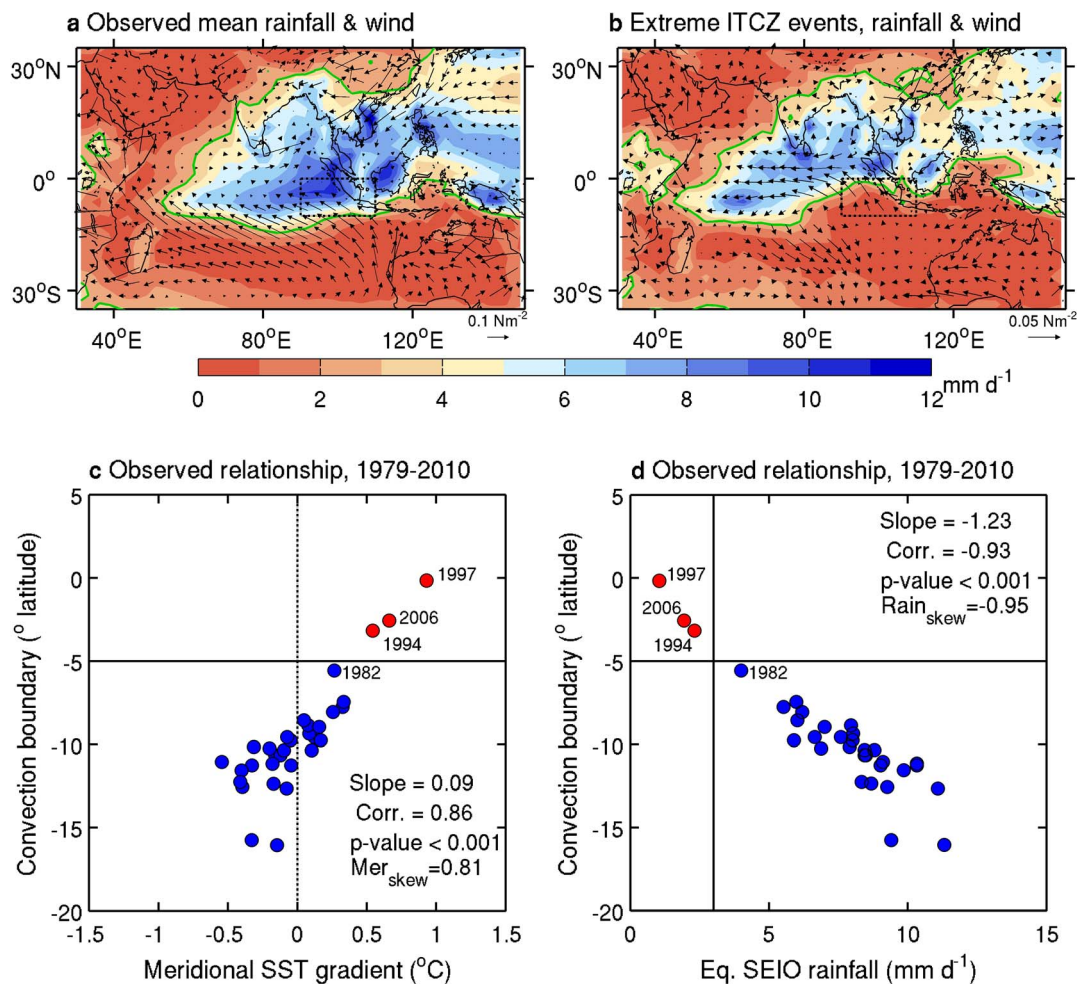 a Observed mean rainfall & wind
b Extreme ITCZ events, rainfall & wind
30°N
0°
30°S
40°E
80°E
120°E
0.1 Nm⁻²
30°N
0°
30°S
40°E
80°E
120°E
0.05 Nm⁻²
0
2
4
6
8
10
12
mm d⁻¹
c Observed relationship, 1979-2010
Convection boundary (° latitude)
5
0
-5
-10
-15
-20
1997
2006
1994
1982
Slope = 0.09
Corr. = 0.86
p-value < 0.001
Mer_skew=0.81
-1.5
-1
-0.5
0
0.5
1
1.5
Meridional SST gradient (°C)
d Observed relationship, 1979-2010
Convection boundary (° latitude)
5
0
-5
-10
-15
-20
Slope = -1.23
Corr. = -0.93
p-value < 0.001
Rain_skew=-0.95
1997
2006
1994
1982
0
5
10
15
Eq. SEIO rainfall (mm d⁻¹)